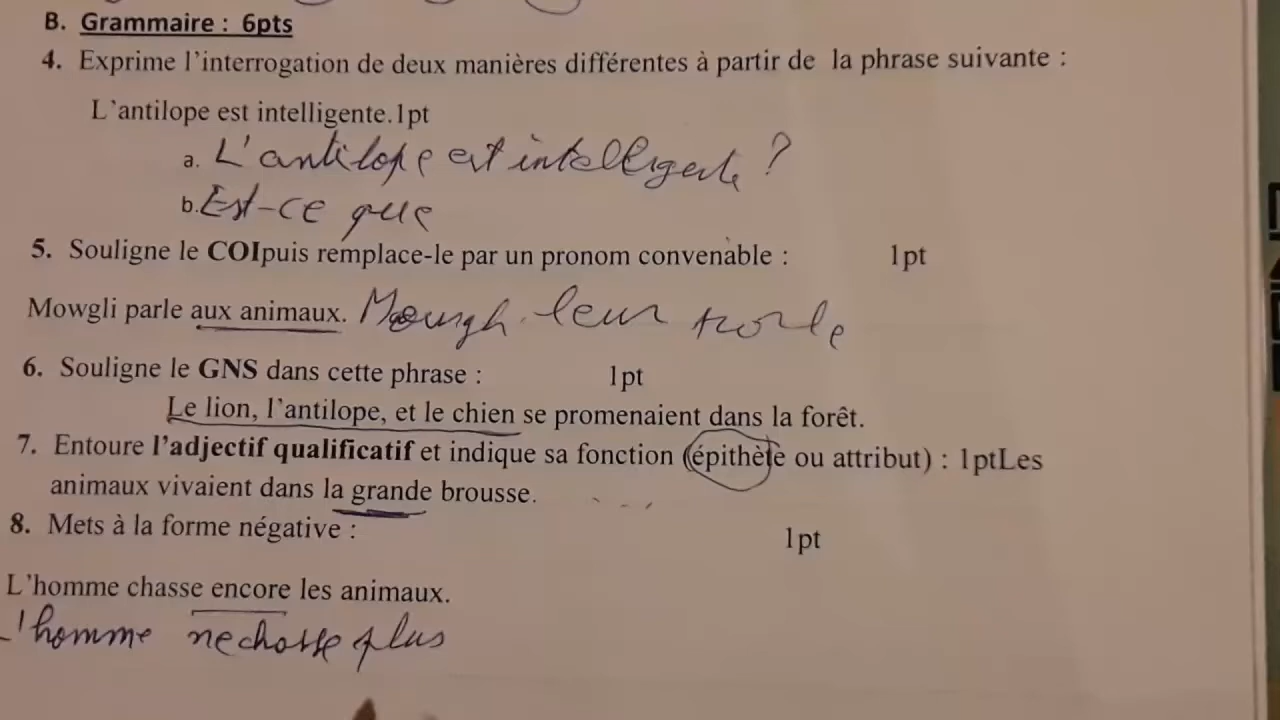 B. Grammaire : 6pts
4. Exprime l'interrogation de deux manières différentes à partir de la phrase suivante :
L'antilope est intelligente.1pt
a. L'antilope est intelligente ?
b. Est-ce que
5. Souligne le COIpuis remplace-le par un pronom convenable : 1pt
Mowgli parle aux animaux. Mowgli leur parle
6. Souligne le GNS dans cette phrase : 1pt
Le lion, l'antilope, et le chien se promenaient dans la forêt.
7. Entoure l'adjectif qualificatif et indique sa fonction (épithète ou attribut) : 1ptLes
animaux vivaient dans la grande brousse.
8. Mets à la forme négative : 1pt
L'homme chasse encore les animaux.
L'homme ne chasse plus